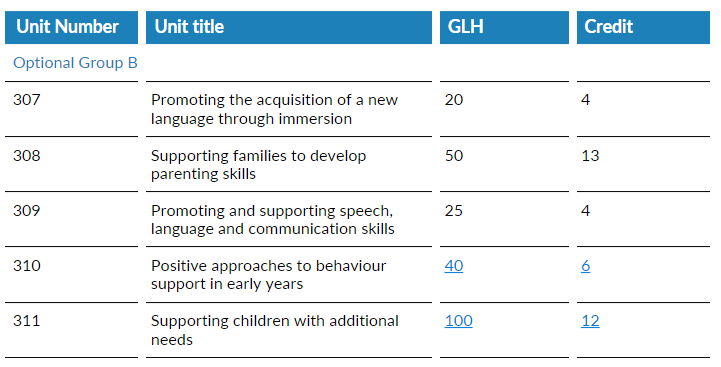 Unit Number Unit title GLH Credit
Optional Group B
307 Promoting the acquisition of a new 20 4
language through immersion
308 Supporting families to develop 50 13
parenting skills
309 Promoting and supporting speech, 25 4
language and communication skills
310 Positive approaches to behaviour 40 6
support in early years
311 Supporting children with additional 100 12
needs